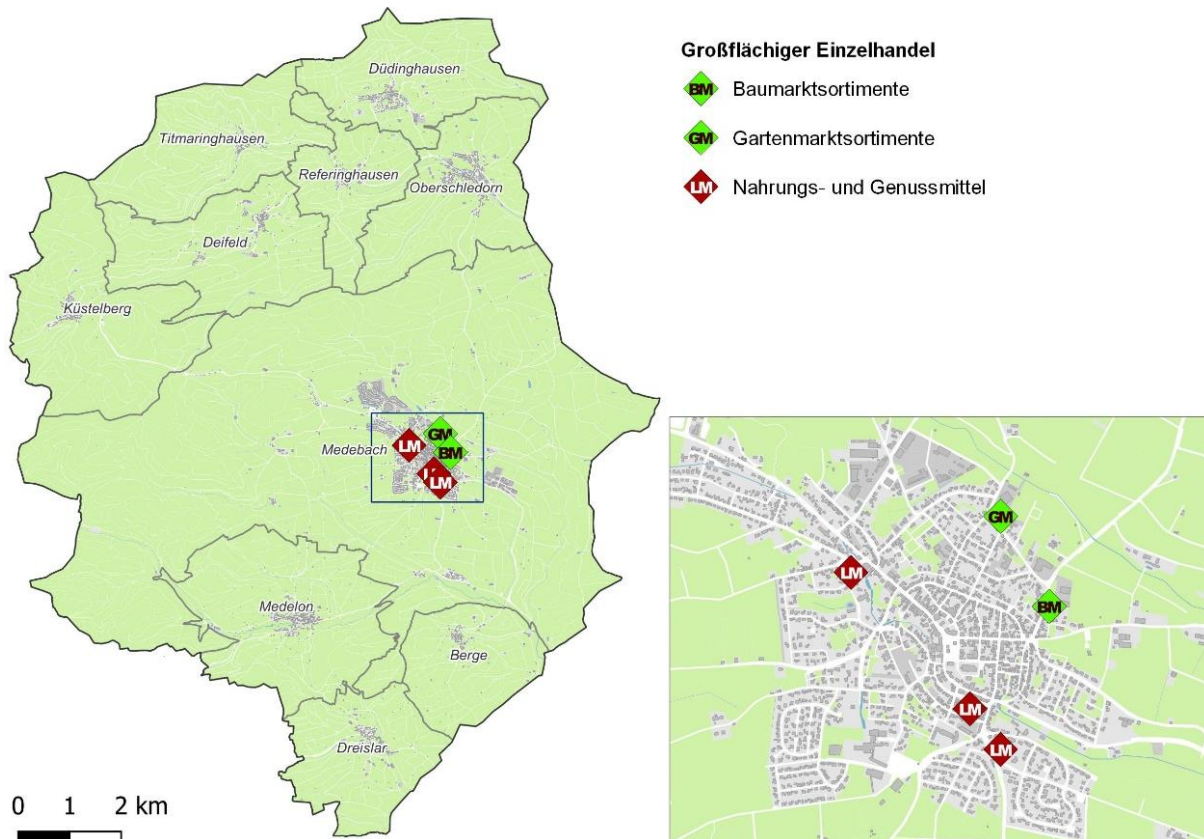 Großflächiger Einzelhandel
BM Baumarktsortimente
GM Gartenmarktsortimente
LM Nahrungs- und Genussmittel
Düdinghausen
Titmaringhausen
Referinghausen
Oberschledorn
Deifeld
Küstelberg
Medebach
GM
LM
BM
LM
Medelon
Berge
Dreislar
0 1 2 km
GM
LM
BM
LM
LM